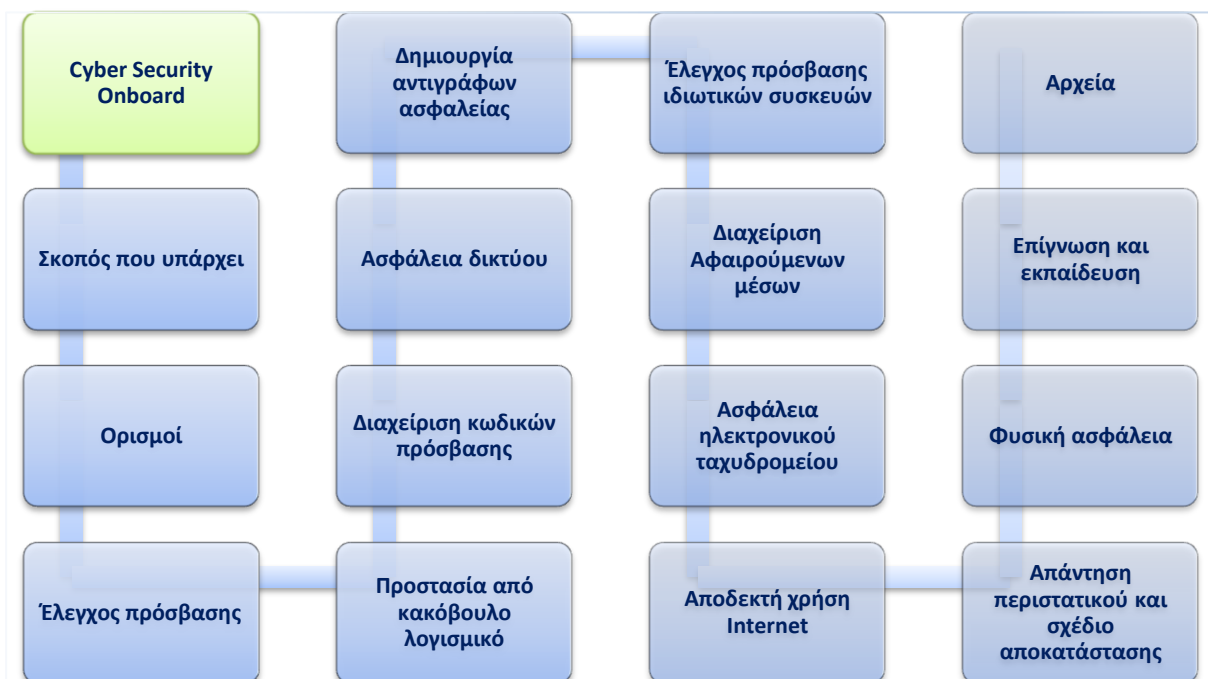 Cyber Security
Onboard
Σκοπός που υπάρχει
Ορισμοί
Έλεγχος πρόσβασης
Προστασία από
κακόβουλο
λογισμικό
Διαχείριση κωδικών
πρόσβασης
Ασφάλεια δικτύου
Δημιουργία
αντιγράφων
ασφαλείας
Έλεγχος πρόσβασης
ιδιωτικών συσκευών
Διαχείριση
Αφαιρούμενων
μέσων
Ασφάλεια
ηλεκτρονικού
ταχυδρομείου
Αποδεκτή χρήση
Internet
Απάντηση
περιστατικού και
σχέδιο
αποκατάστασης
Φυσική ασφάλεια
Επίγνωση και
εκπαίδευση
Αρχεία